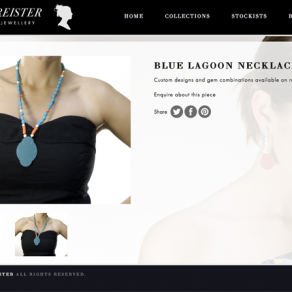 REISTER
JEWELLERY
HOME COLLECTIONS STOCKISTS
BLUE LAGOON NECKLAC
Custom designs and gem combinations available on
Enquire about this piece
Share
ALL RIGHTS RESERVED.